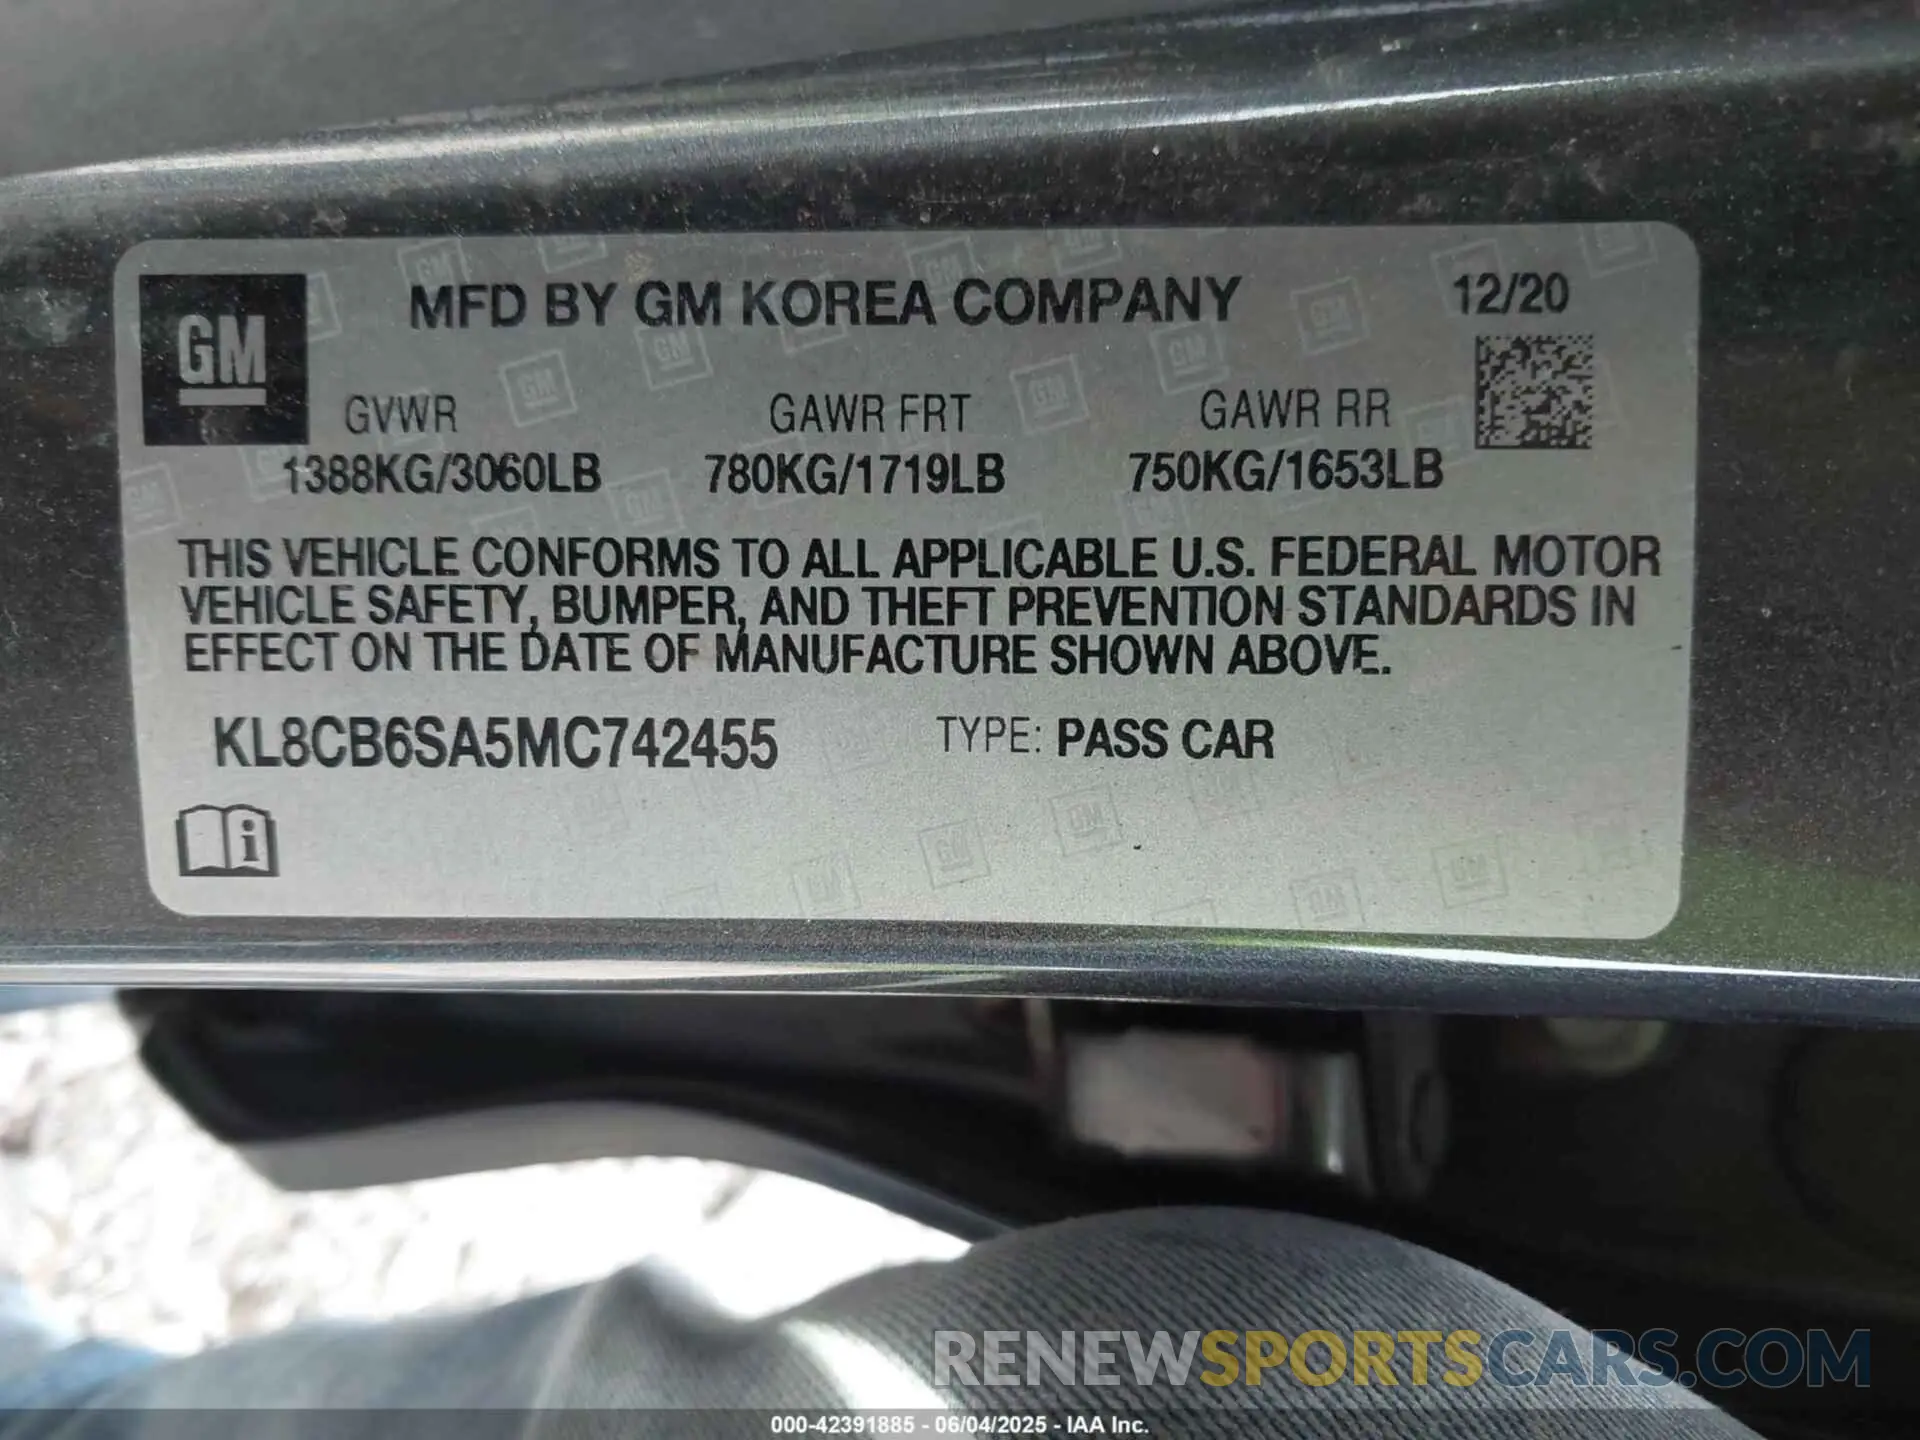 GM
MFD BY GM KOREA COMPANY 12/20
GVWR GAWR FRT GAWR RR
1388KG/3060LB 780KG/1719LB 750KG/1653LB
THIS VEHICLE CONFORMS TO ALL APPLICABLE U.S. FEDERAL MOTOR
VEHICLE SAFETY, BUMPER, AND THEFT PREVENTION STANDARDS IN
EFFECT ON THE DATE OF MANUFACTURE SHOWN ABOVE.
KL8CB6SA5MC742455 TYPE: PASS CAR
i
RENEWSPORTSCARS.COM
000-42391885 - 06/04/2025 - IAA Inc.